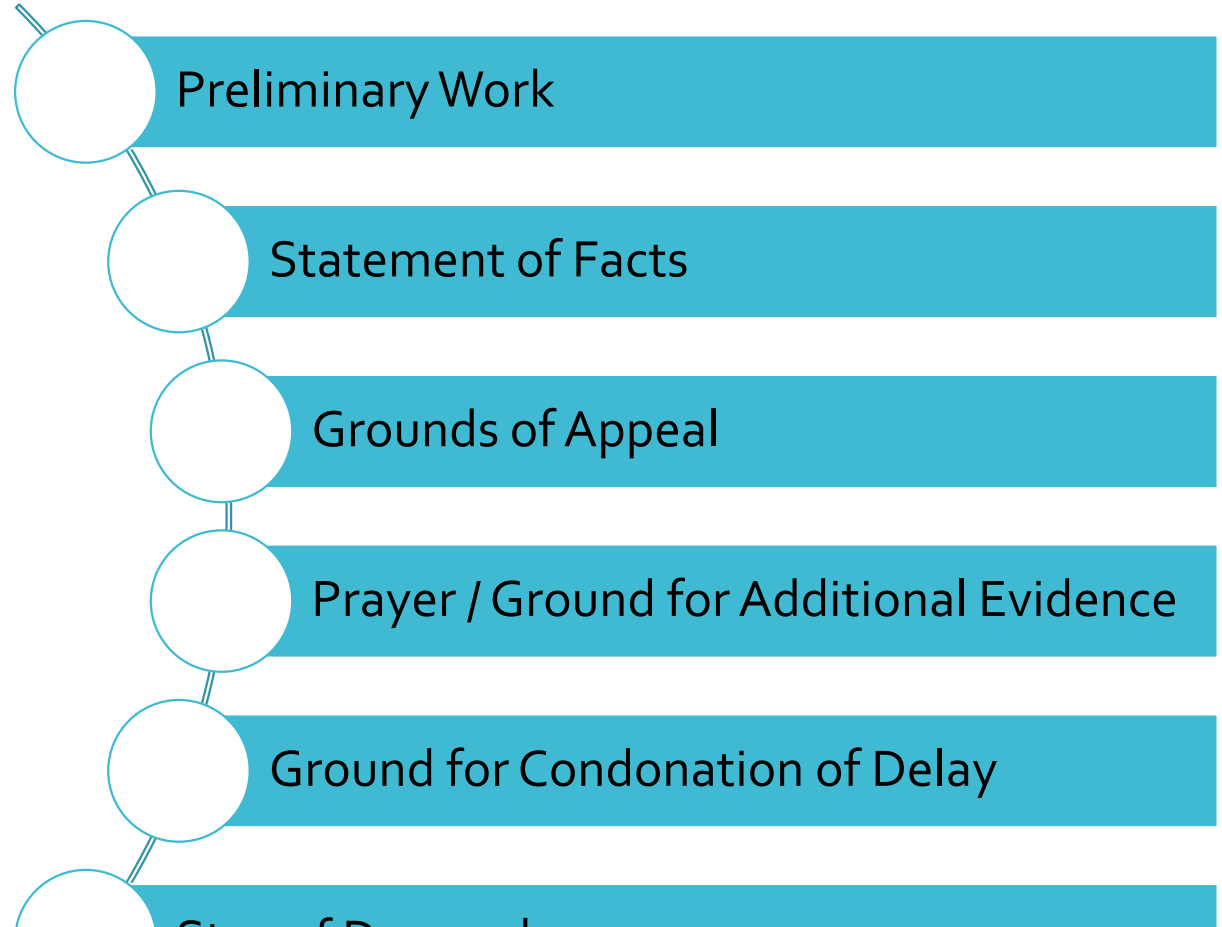 Preliminary Work
Statement of Facts
Grounds of Appeal
Prayer / Ground for Additional Evidence
Ground for Condonation of Delay